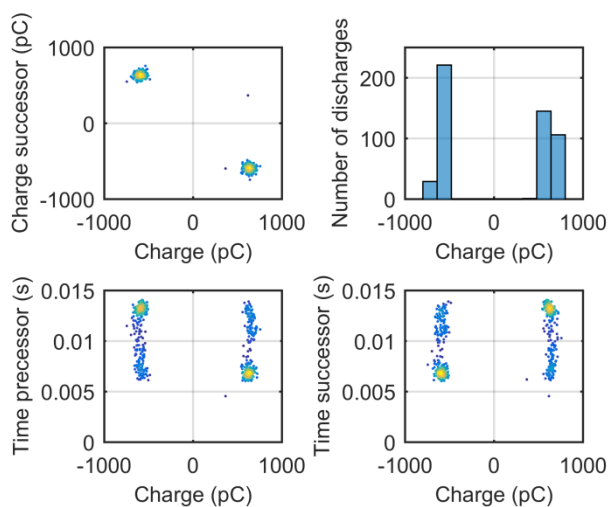 Charge successor (pC)
1000
0
-1000
-1000 0 1000
Charge (pC)
Number of discharges
200
100
0
-1000 0 1000
Charge (pC)
Time precessor (s)
0.015
0.01
0.005
0
-1000 0 1000
Charge (pC)
Time successor (s)
0.015
0.01
0.005
0
-1000 0 1000
Charge (pC)